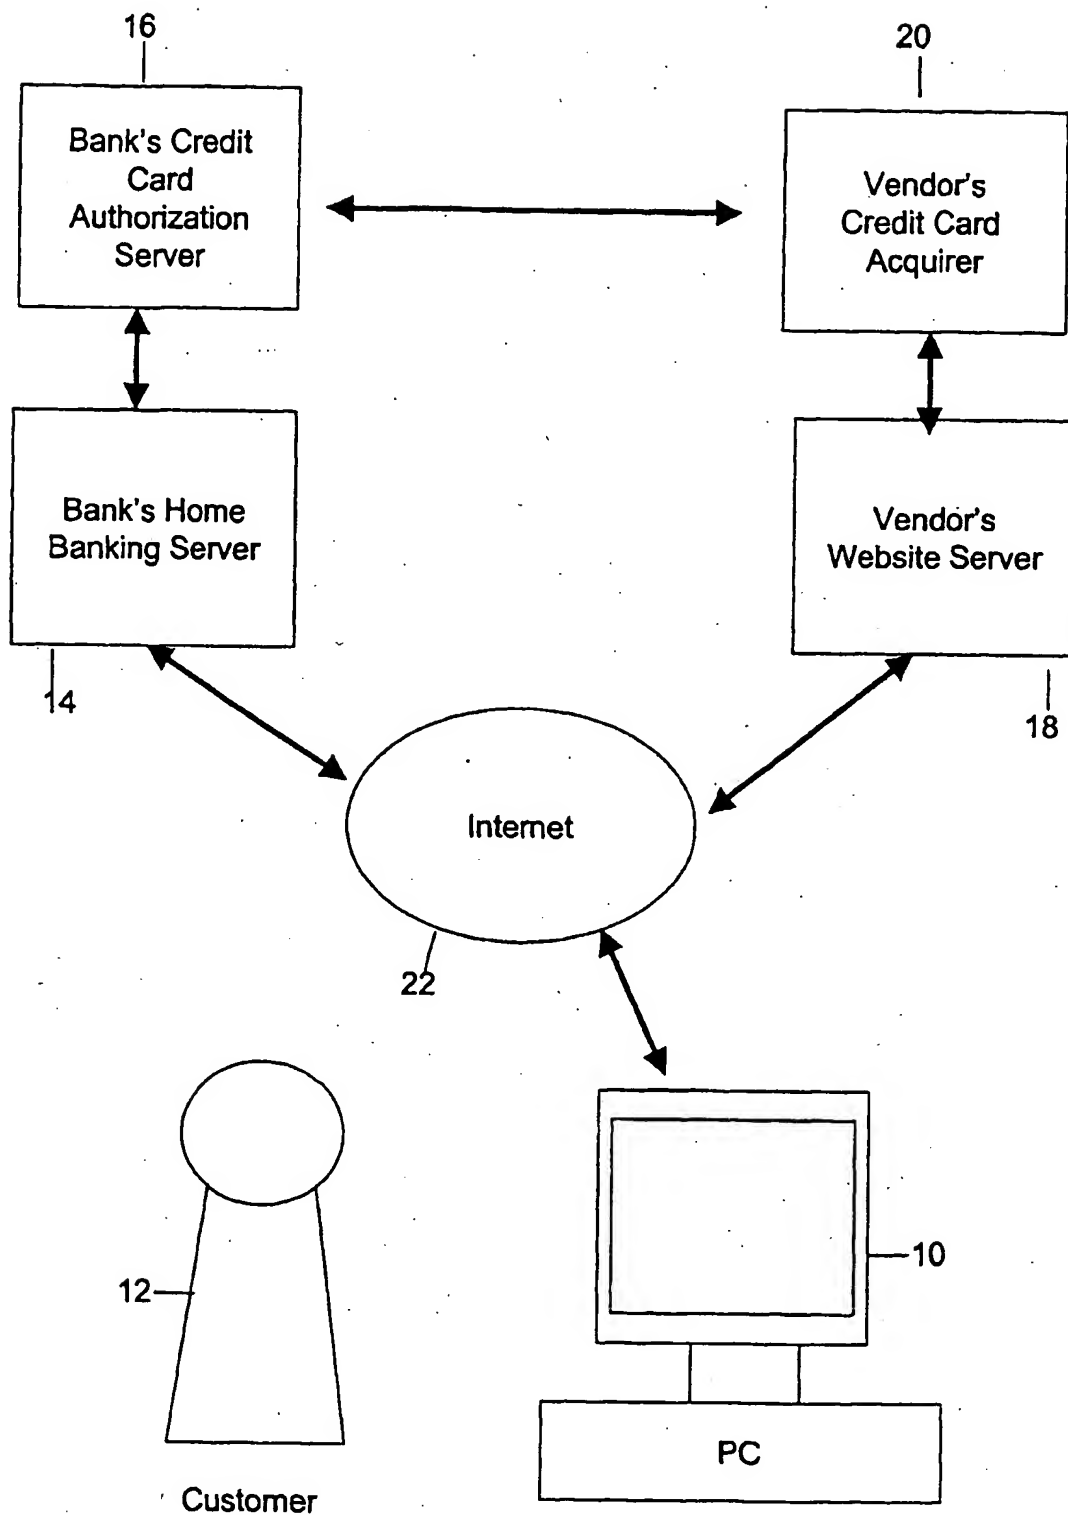 16
20
Bank's Credit
Card
Authorization
Server
Vendor's
Credit Card
Acquirer
Bank's Home
Banking Server
Vendor's
Website Server
14
18
Internet
22
12
10
PC
Customer